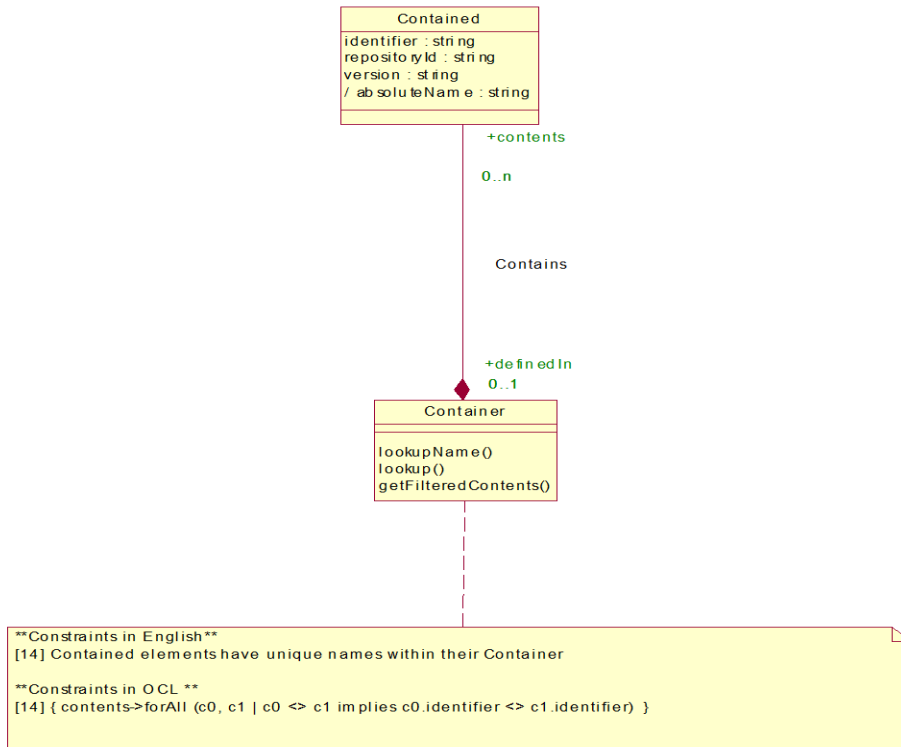 Contained
identifier : string
repositoryId : string
version : string
/ absoluteName : string
+contents
0..n
Contains
+definedIn
0..1
Container
lookupName()
lookup()
getFilteredContents()
**Constraints in English**
[14] Contained elements have unique names within their Container
**Constraints in OCL **
[14] { contents->forAll (c0, c1 | c0 <> c1 implies c0.identifier <> c1.identifier) }